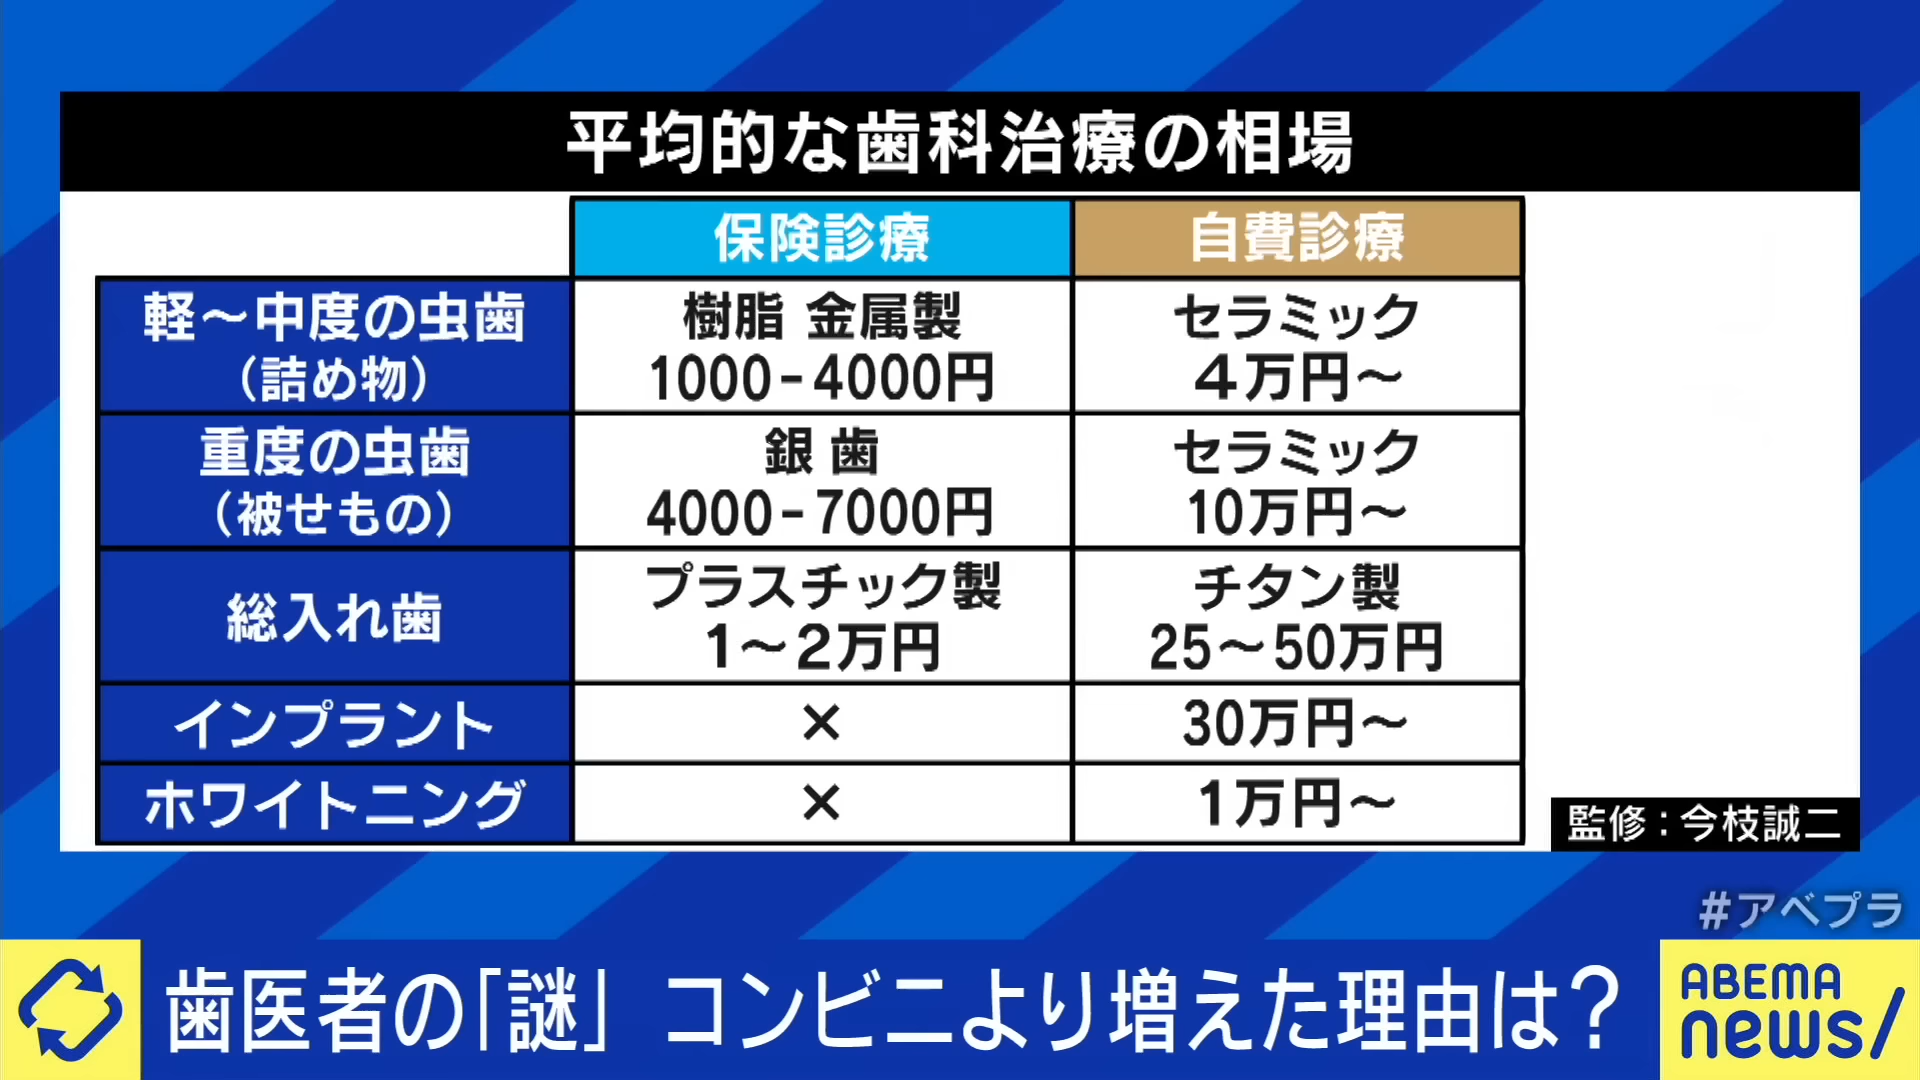 平均的な歯科治療の相場
保険診療
自費診療
軽～中度の虫歯
（詰め物）
樹脂 金属製
1000-4000円
セラミック
4万円～
重度の虫歯
（被せもの）
銀歯
4000-7000円
セラミック
10万円～
総入れ歯
プラスチック製
1～2万円
チタン製
25～50万円
インプラント
×
30万円～
ホワイトニング
×
1万円～
監修：今枝誠二
#アベプラ
歯医者の「謎」 コンビニより増えた理由は？
ABEMA
news/